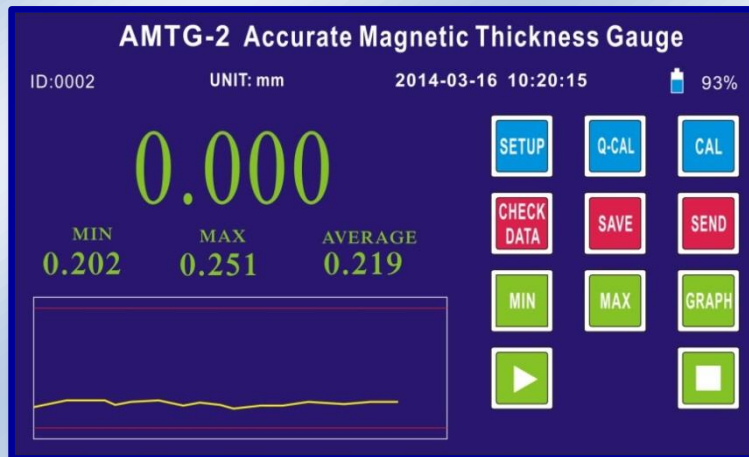 AMTG-2 Accurate Magnetic Thickness Gauge
ID:0002 UNIT: mm 2014-03-16 10:20:15 93%
0.000
MIN MAX AVERAGE
0.202 0.251 0.219
SETUP Q-CAL CAL
CHECK DATA SAVE SEND
MIN MAX GRAPH